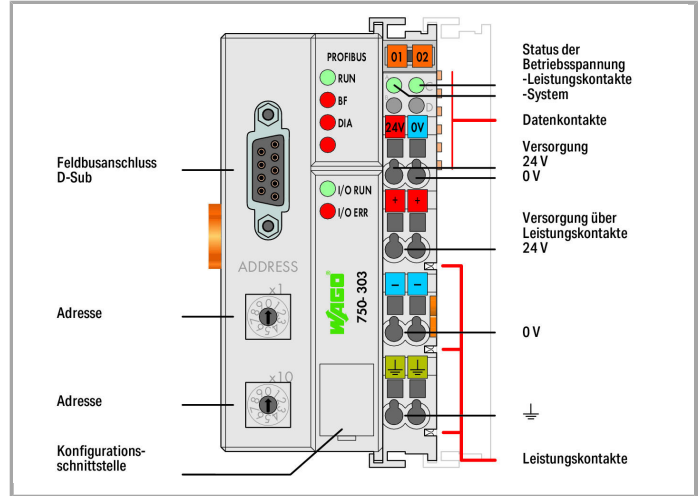 Feldbusanschluss
D-Sub
Adresse
Adresse
Konfigurations-
schnittstelle
PROFIBUS
RUN
BF
DIA
I/O RUN
I/O ERR
ADDRESS
x1
x10
WAGO
750-303
01 02
C
D
24V 0V
+ +
− −
Status der
Betriebsspannung
-Leistungskontakte
-System
Datenkontakte
Versorgung
24 V
0 V
Versorgung über
Leistungskontakte
24 V
0 V
Leistungskontakte